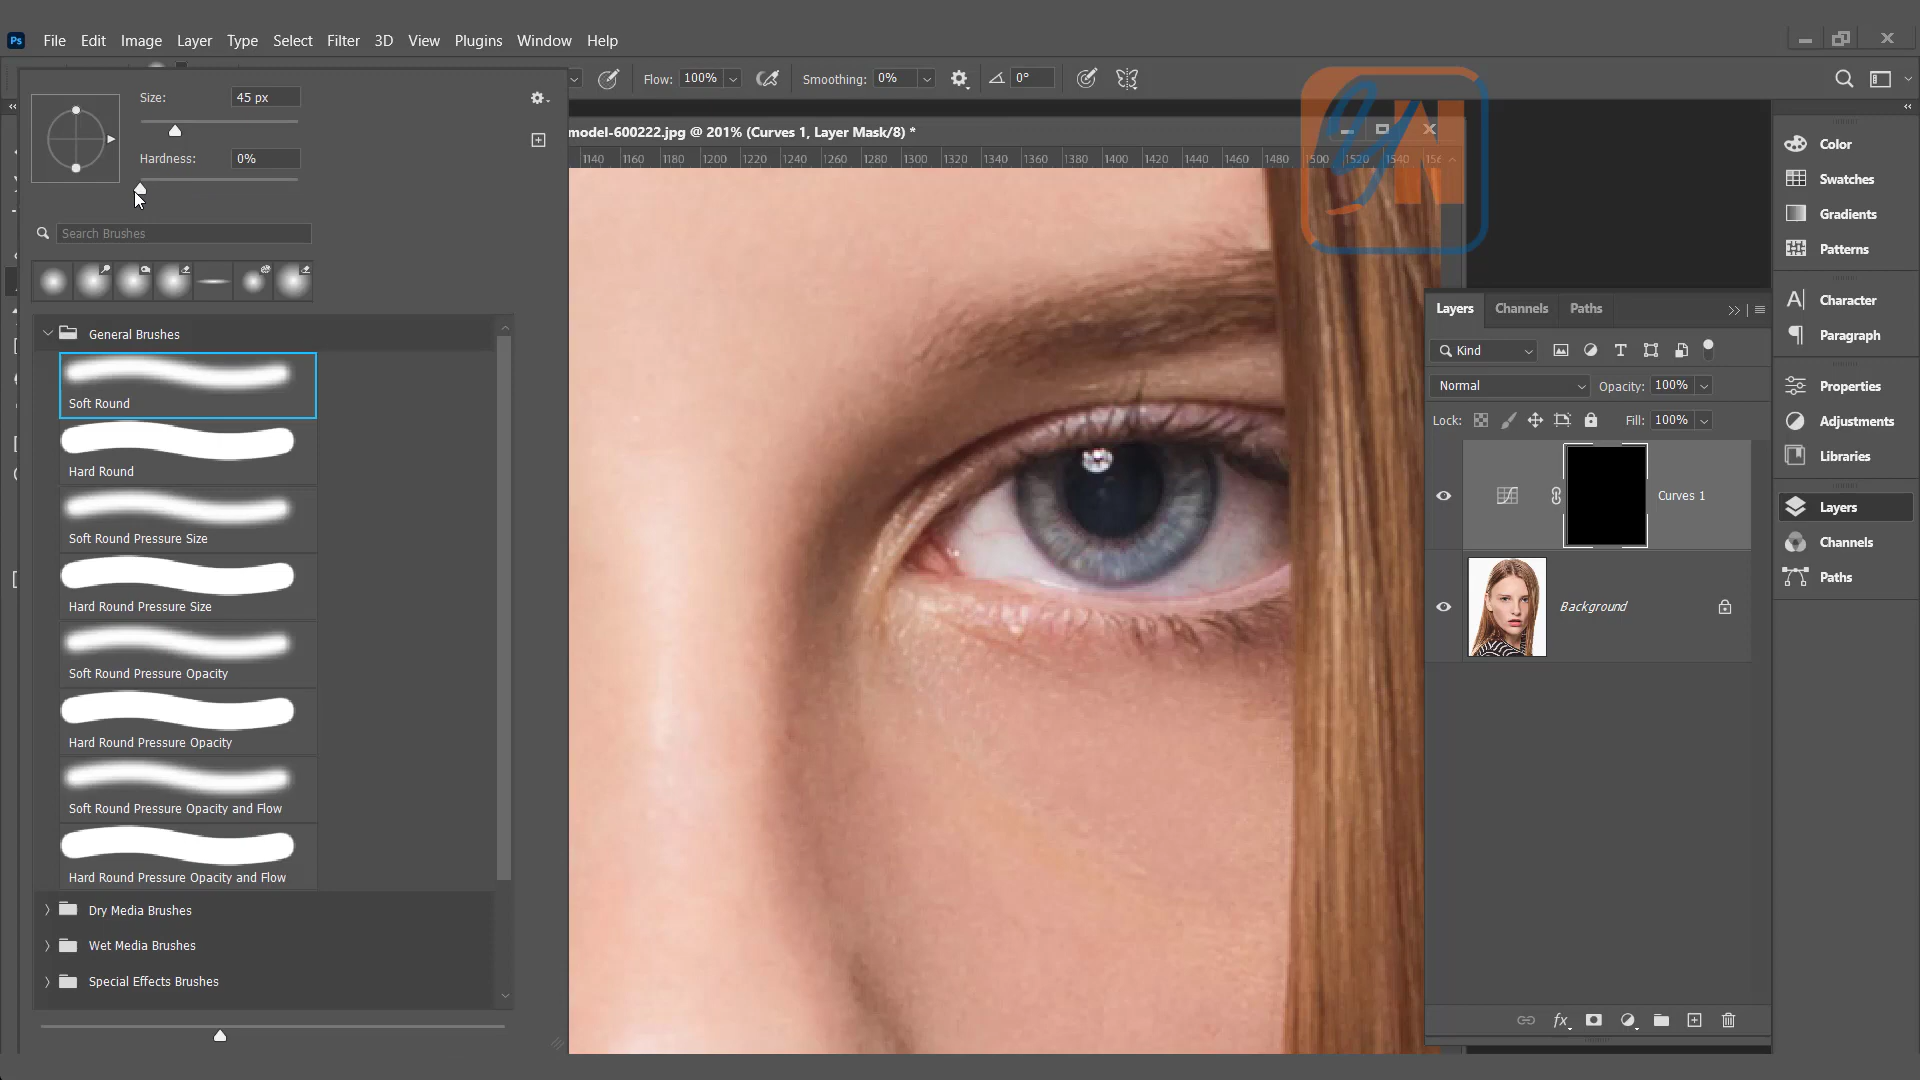 Ps File Edit Image Layer Type Select Filter 3D View Plugins Window Help
Flow: 100% Smoothing: 0% 0°
Size: 45 px
Hardness: 0%
Search Brushes
General Brushes
Soft Round
Hard Round
Soft Round Pressure Size
Hard Round Pressure Size
Soft Round Pressure Opacity
Hard Round Pressure Opacity
Soft Round Pressure Opacity and Flow
Hard Round Pressure Opacity and Flow
Dry Media Brushes
Wet Media Brushes
Special Effects Brushes
model-600222.jpg @ 201% (Curves 1, Layer Mask/8) *
1140 1160 1180 1200 1220 1240 1260 1280 1300 1320 1340 1360 1380 1400 1420 1440 1460 1480 1500 1520 1540
Layers Channels Paths
Kind
Normal Opacity: 100%
Lock: Fill: 100%
Curves 1
Background
fx
Color
Swatches
Gradients
Patterns
Character
Paragraph
Properties
Adjustments
Libraries
Layers
Channels
Paths